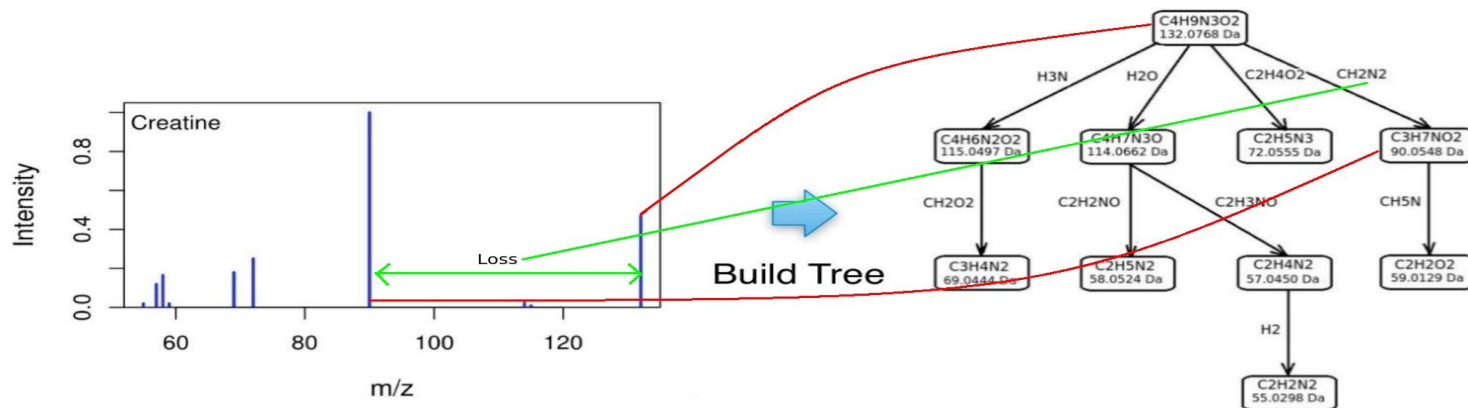 Creatine
Intensity
0.8
0.4
0.0
Loss
60
80
100
120
m/z
Build Tree
C4H9N3O2
132.0768 Da
H3N
H2O
C2H4O2
CH2N2
C4H6N2O2
115.0497 Da
C4H7N3O
114.0662 Da
C2H5N3
72.0555 Da
C3H7NO2
90.0548 Da
CH2O2
C2H2NO
C2H3NO
CH5N
C3H4N2
69.0444 Da
C2H5N2
58.0524 Da
C2H4N2
57.0450 Da
C2H2O2
59.0129 Da
H2
C2H2N2
55.0298 Da